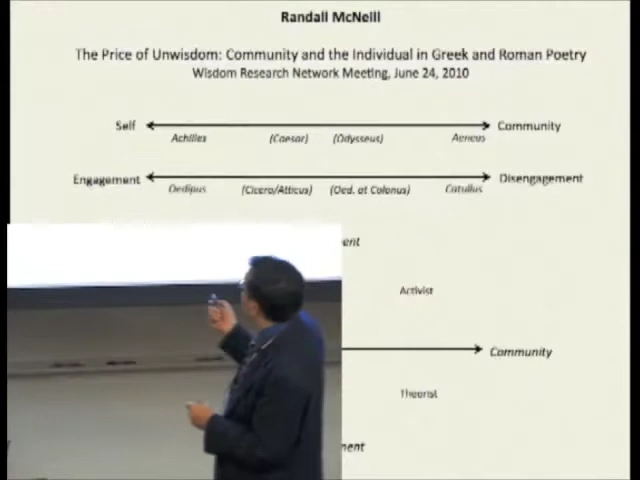 Randall McNeill
The Price of Unwisdom: Community and the Individual in Greek and Roman Poetry
Wisdom Research Network Meeting, June 24, 2010
Self Community
Achilles (Caesar) (Odysseus) Aeneas
Engagement Disengagement
Oedipus (Cicero/Atticus) (Oed. at Colonus) Catullus
ent
Activist
Community
Theorist
ment